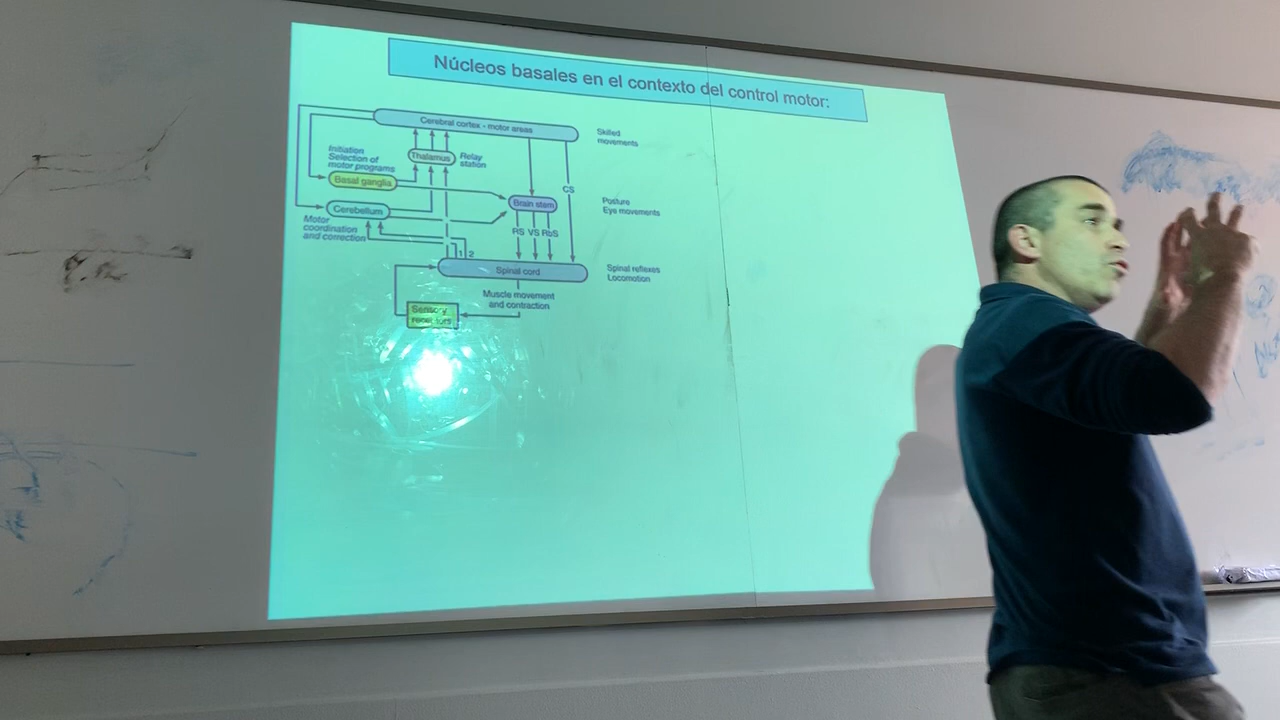 Núcleos basales en el contexto del control motor:
Cerebral cortex - motor areas
Skilled
movements
Initiation
Selection of
motor programs
Thalamus
Relay
station
Basal ganglia
CS
Cerebellum
Brain stem
Posture
Eye movements
Motor
coordination
and correction
RS VS RbS
1 2
Spinal cord
Spinal reflexes
Locomotion
Muscle movement
and contraction
Sensory
receptors